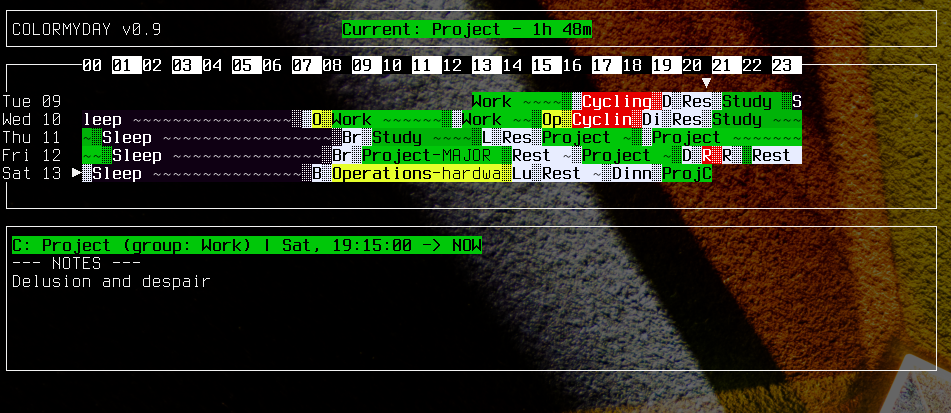 COLORMYDAY v0.9 Current: Project - 1h 48m
00 01 02 03 04 05 06 07 08 09 10 11 12 13 14 15 16 17 18 19 20 21 22 23
Tue 09 Work ~~~~ Cycling D Res Study S
Wed 10 leep ~~~~~~~~~~~~~~~~ O Work ~~~~~~ Work ~~ Op Cyclin Di Res Study ~~~
Thu 11 ~ Sleep ~~~~~~~~~~~~~~ Br Study ~~~~ L Res Project ~ Project ~~~~~~
Fri 12 ~~ Sleep ~~~~~~~~~~~~ Br Project-MAJOR Rest ~ Project ~ D R R Rest
Sat 13 Sleep ~~~~~~~~~~~~~~~ B Operations-hardwa Lu Rest ~ Dinn ProjC
C: Project (group: Work) | Sat, 19:15:00 -> NOW
--- NOTES ---
Delusion and despair